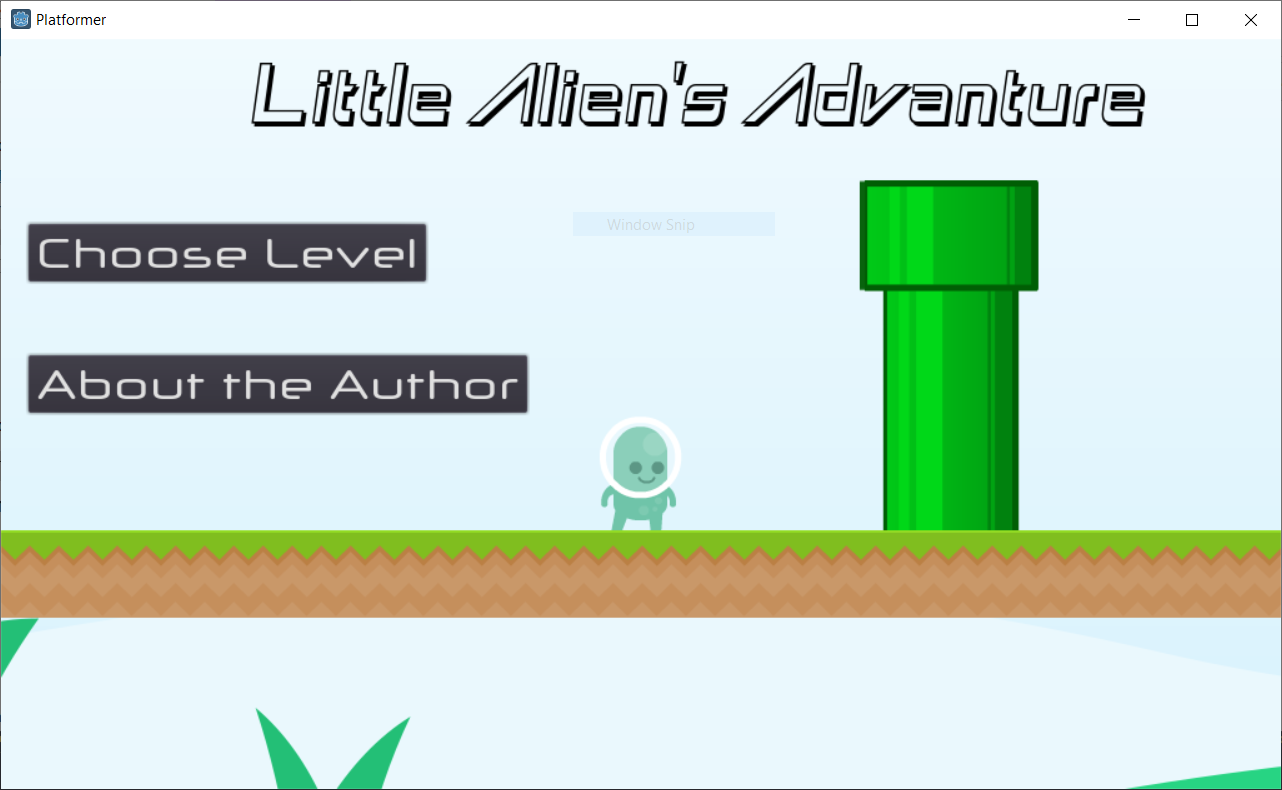 Platformer
Little Alien's Advanture
Window Snip
Choose Level
About the Author